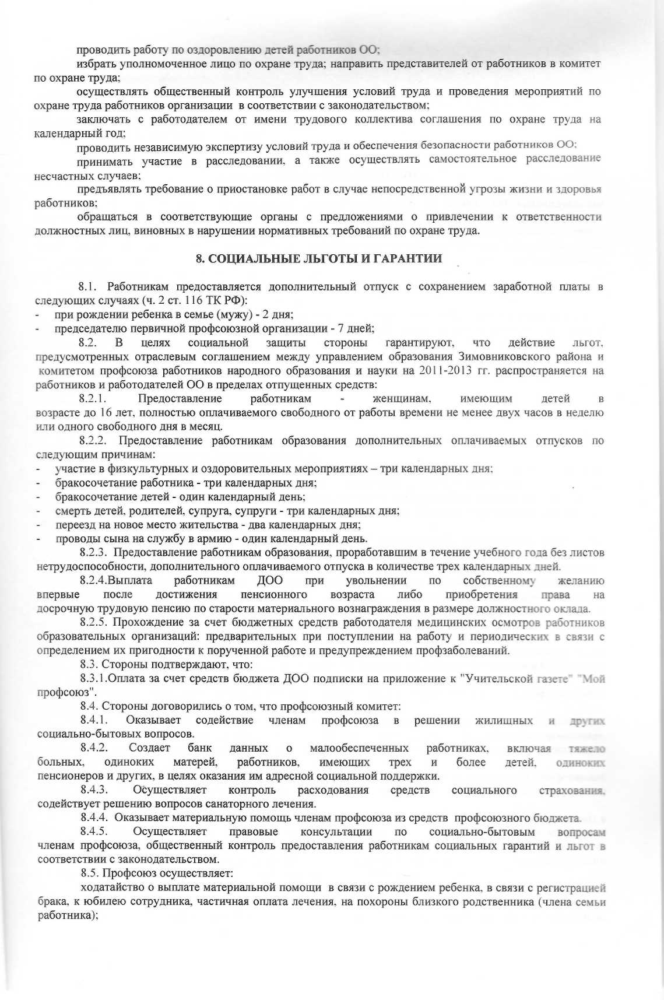 проводить работу по оздоровлению детей работников ОО;
избрать уполномоченное лицо по охране труда; направить представителей от работников в комитет
по охране труда;
осуществлять общественный контроль улучшения условий труда и проведения мероприятий по
охране труда работников организации в соответствии с законодательством;
заключать с работодателем от имени трудового коллектива соглашения по охране труда на
календарный год;
проводить независимую экспертизу условий труда и обеспечения безопасности работников ОО;
принимать участие в расследовании, а также осуществлять самостоятельное расследование
несчастных случаев;
предъявлять требование о приостановке работ в случае непосредственной угрозы жизни и здоровья
работников;
обращаться в соответствующие органы с предложениями о привлечении к ответственности
должностных лиц, виновных в нарушении нормативных требований по охране труда.
8. СОЦИАЛЬНЫЕ ЛЬГОТЫ И ГАРАНТИИ
8.1. Работникам предоставляется дополнительный отпуск с сохранением заработной платы в
следующих случаях (ч. 2 ст. 116 ТК РФ):
- при рождении ребенка в семье (мужу) - 2 дня;
- председателю первичной профсоюзной организации - 7 дней;
8.2. В целях социальной защиты стороны гарантируют, что действие льгот,
предусмотренных отраслевым соглашением между управлением образования Зимовниковского района и
комитетом профсоюза работников народного образования и науки на 2011-2013 гг. распространяется на
работников и работодателей ОО в пределах отпущенных средств:
8.2.1. Предоставление работникам - женщинам, имеющим детей в
возрасте до 16 лет, полностью оплачиваемого свободного от работы времени не менее двух часов в неделю
или одного свободного дня в месяц.
8.2.2. Предоставление работникам образования дополнительных оплачиваемых отпусков по
следующим причинам:
- участие в физкультурных и оздоровительных мероприятиях – три календарных дня;
- бракосочетание работника - три календарных дня;
- бракосочетание детей - один календарный день;
- смерть детей, родителей, супруга, супруги - три календарных дня;
- переезд на новое место жительства - два календарных дня;
- проводы сына на службу в армию - один календарный день.
8.2.3. Предоставление работникам образования, проработавшим в течение учебного года без листов
нетрудоспособности, дополнительного оплачиваемого отпуска в количестве трех календарных дней.
8.2.4.Выплата работникам ДОО при увольнении по собственному желанию
впервые после достижения пенсионного возраста либо приобретения права на
досрочную трудовую пенсию по старости материального вознаграждения в размере должностного оклада.
8.2.5. Прохождение за счет бюджетных средств работодателя медицинских осмотров работников
образовательных организаций: предварительных при поступлении на работу и периодических в связи с
определением их пригодности к порученной работе и предупреждением профзаболеваний.
8.3. Стороны подтверждают, что:
8.3.1.Оплата за счет средств бюджета ДОО подписки на приложение к "Учительской газете" "Мой
профсоюз".
8.4. Стороны договорились о том, что профсоюзный комитет:
8.4.1. Оказывает содействие членам профсоюза в решении жилищных и других
социально-бытовых вопросов.
8.4.2. Создает банк данных о малообеспеченных работниках, включая тяжело
больных, одиноких матерей, работников, имеющих трех и более детей, одиноких
пенсионеров и других, в целях оказания им адресной социальной поддержки.
8.4.3. Осуществляет контроль расходования средств социального страхования,
содействует решению вопросов санаторного лечения.
8.4.4. Оказывает материальную помощь членам профсоюза из средств профсоюзного бюджета.
8.4.5. Осуществляет правовые консультации по социально-бытовым вопросам
членам профсоюза, общественный контроль предоставления работникам социальных гарантий и льгот в
соответствии с законодательством.
8.5. Профсоюз осуществляет:
ходатайство о выплате материальной помощи в связи с рождением ребенка, в связи с регистрацией
брака, к юбилею сотрудника, частичная оплата лечения, на похороны близкого родственника (члена семьи
работника);